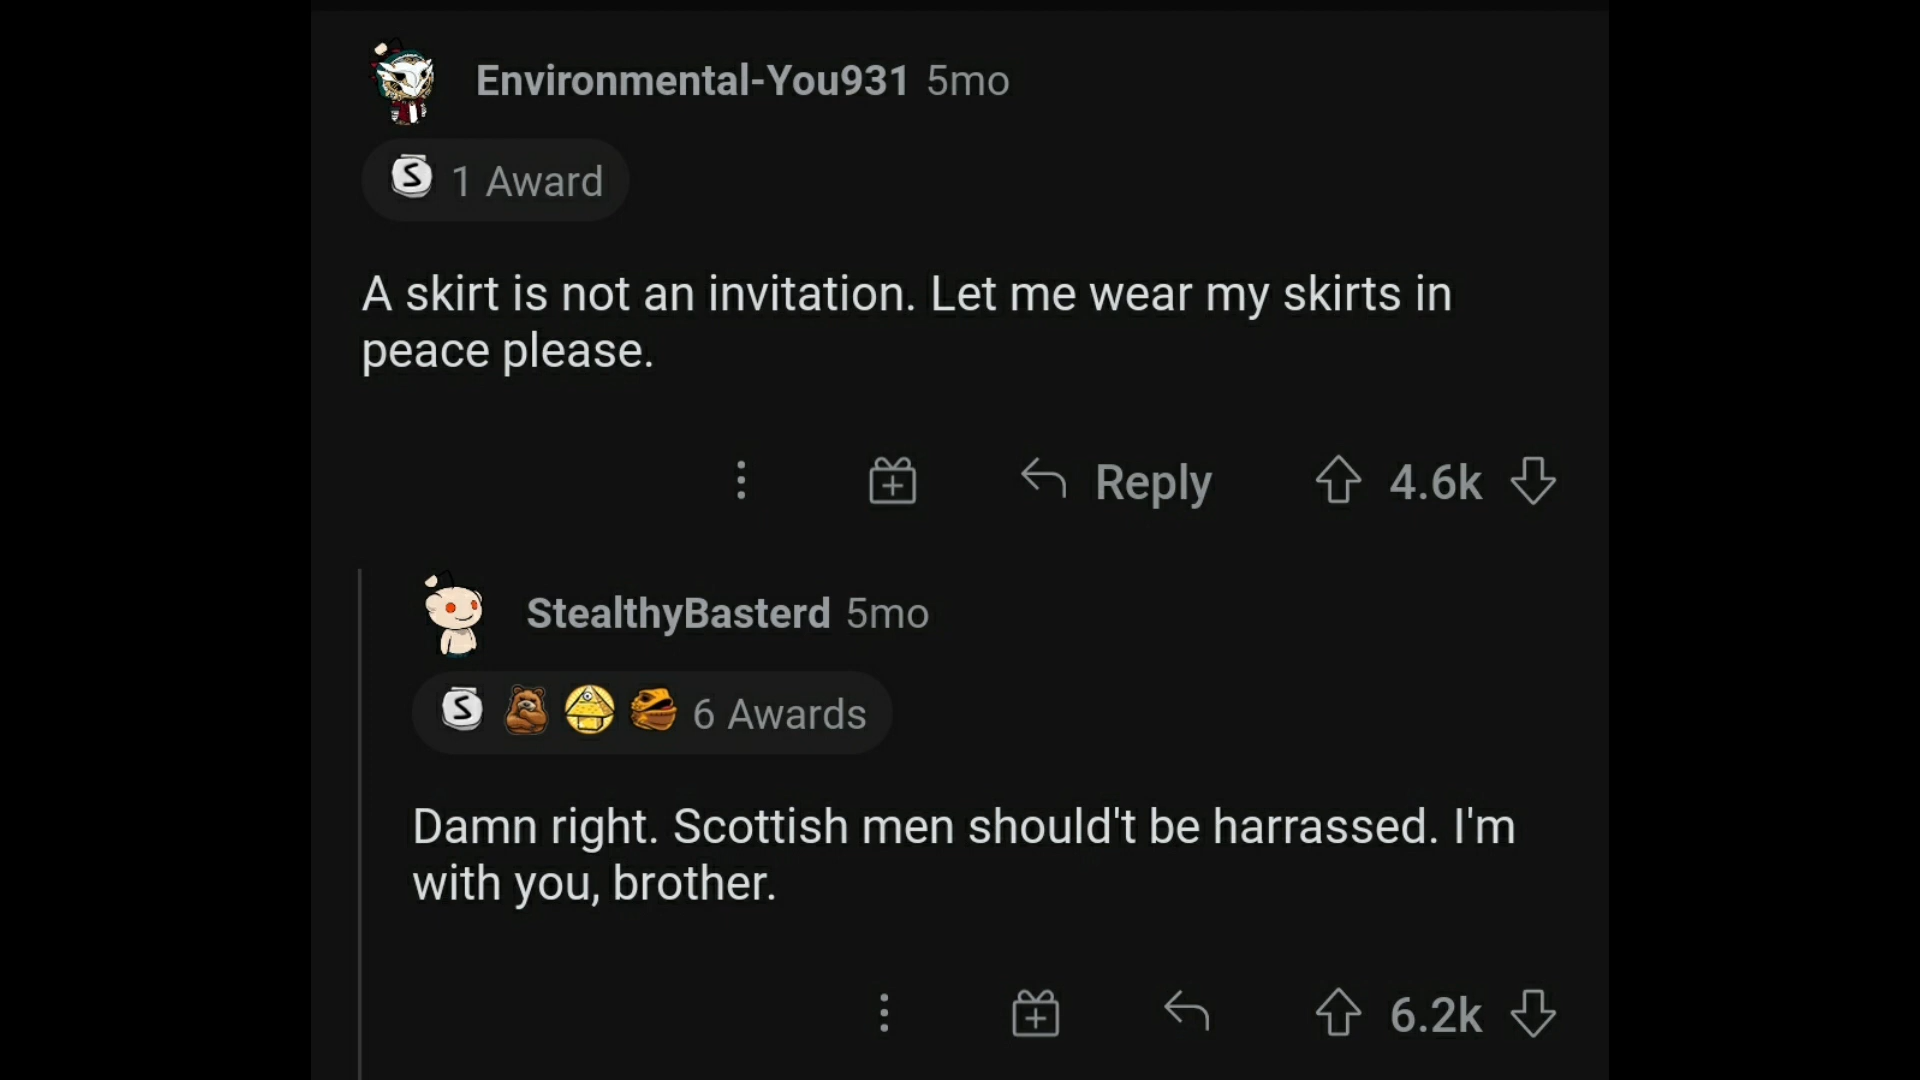 Environmental-You931 5mo
S 1 Award
A skirt is not an invitation. Let me wear my skirts in
peace please.
Reply 4.6k
StealthyBasterd 5mo
S 6 Awards
Damn right. Scottish men should't be harrassed. I'm
with you, brother.
6.2k